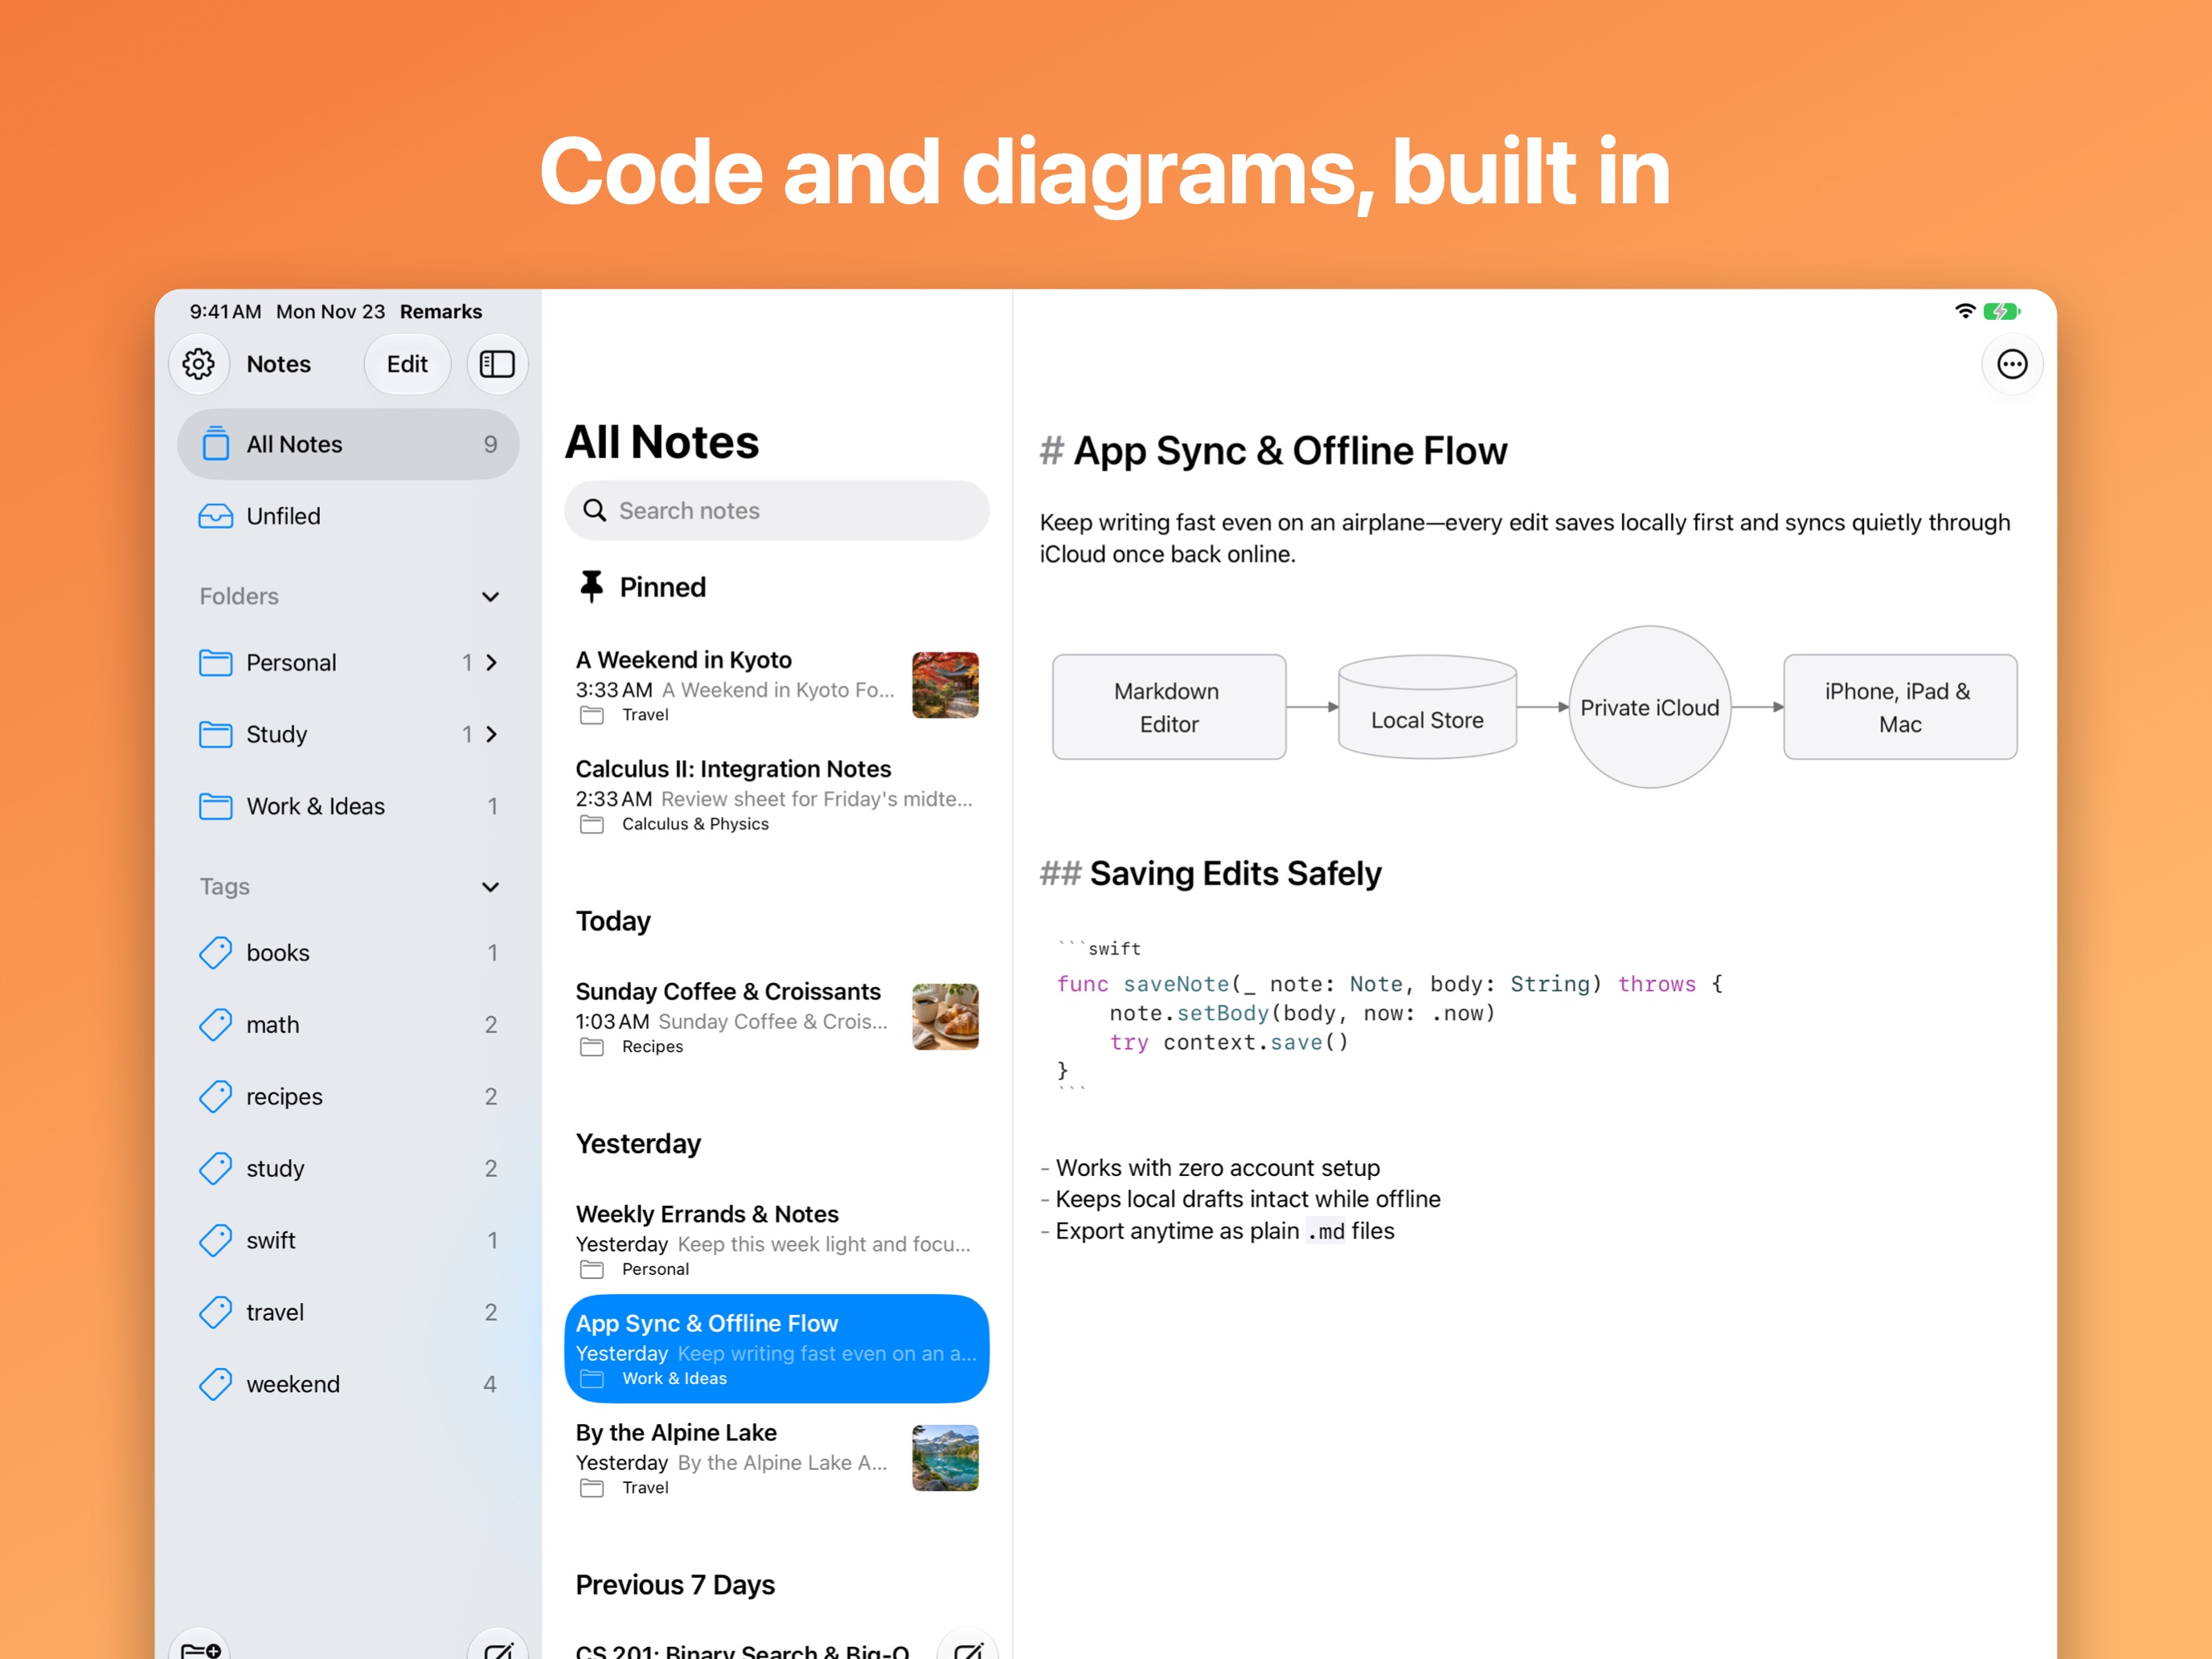 Code and diagrams, built in
9:41 AM Mon Nov 23 Remarks
Notes
Edit
All Notes 9
Unfiled
Folders
Personal 1
Study 1
Work & Ideas 1
Tags
books 1
math 2
recipes 2
study 2
swift 1
travel 2
weekend 4
All Notes
Search notes
Pinned
A Weekend in Kyoto
3:33 AM A Weekend in Kyoto Fo...
Travel
Calculus II: Integration Notes
2:33 AM Review sheet for Friday's midte...
Calculus & Physics
Today
Sunday Coffee & Croissants
1:03 AM Sunday Coffee & Crois...
Recipes
Yesterday
Weekly Errands & Notes
Yesterday Keep this week light and focu...
Personal
App Sync & Offline Flow
Yesterday Keep writing fast even on an a...
Work & Ideas
By the Alpine Lake
Yesterday By the Alpine Lake A...
Travel
Previous 7 Days
CS 201: Binary Search & Big-O
# App Sync & Offline Flow
Keep writing fast even on an airplane—every edit saves locally first and syncs quietly through
iCloud once back online.
Markdown
Editor
Local Store
Private iCloud
iPhone, iPad &
Mac
## Saving Edits Safely
```swift
func saveNote(_ note: Note, body: String) throws {
    note.setBody(body, now: .now)
    try context.save()
}
```
- Works with zero account setup
- Keeps local drafts intact while offline
- Export anytime as plain .md files